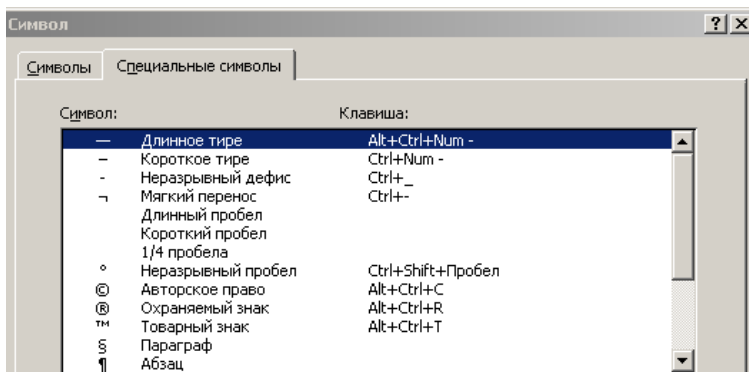 Символ
Символы Специальные символы
Символ: Клавиша:
— Длинное тире Alt+Ctrl+Num -
– Короткое тире Ctrl+Num -
- Неразрывный дефис Ctrl+_
¬ Мягкий перенос Ctrl+-
Длинный пробел
Короткий пробел
1/4 пробела
° Неразрывный пробел Ctrl+Shift+Пробел
© Авторское право Alt+Ctrl+C
® Охраняемый знак Alt+Ctrl+R
™ Товарный знак Alt+Ctrl+T
§ Параграф
¶ Абзац